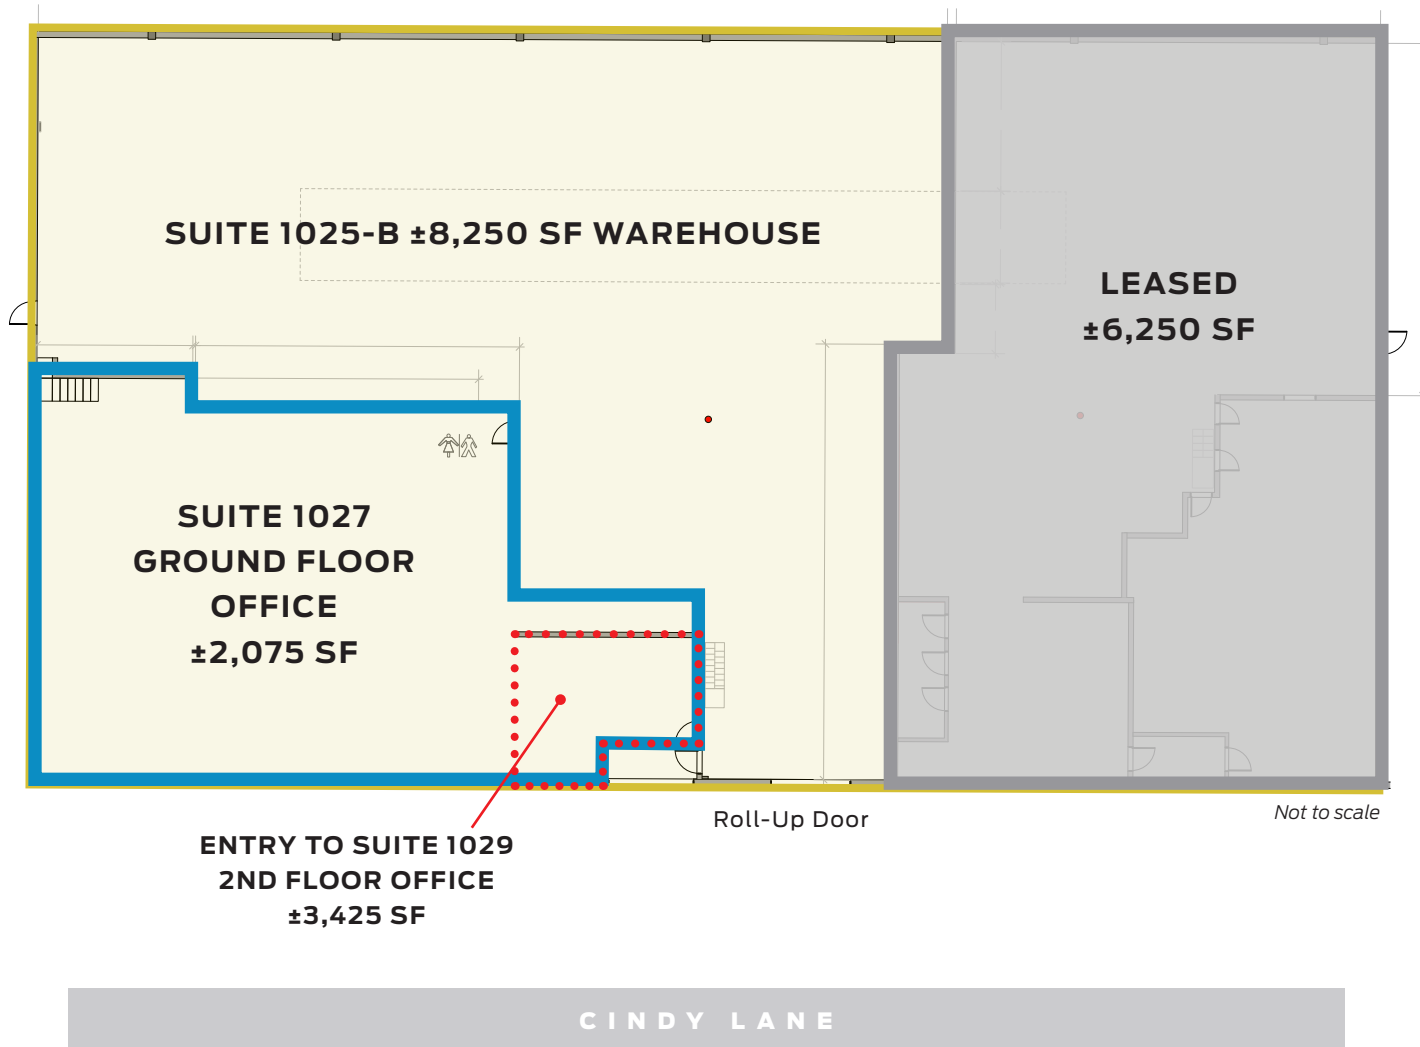 SUITE 1025-B ±8,250 SF WAREHOUSE
LEASED
±6,250 SF
SUITE 1027
GROUND FLOOR
OFFICE
±2,075 SF
Roll-Up Door
Not to scale
ENTRY TO SUITE 1029
2ND FLOOR OFFICE
±3,425 SF
CINDY LANE